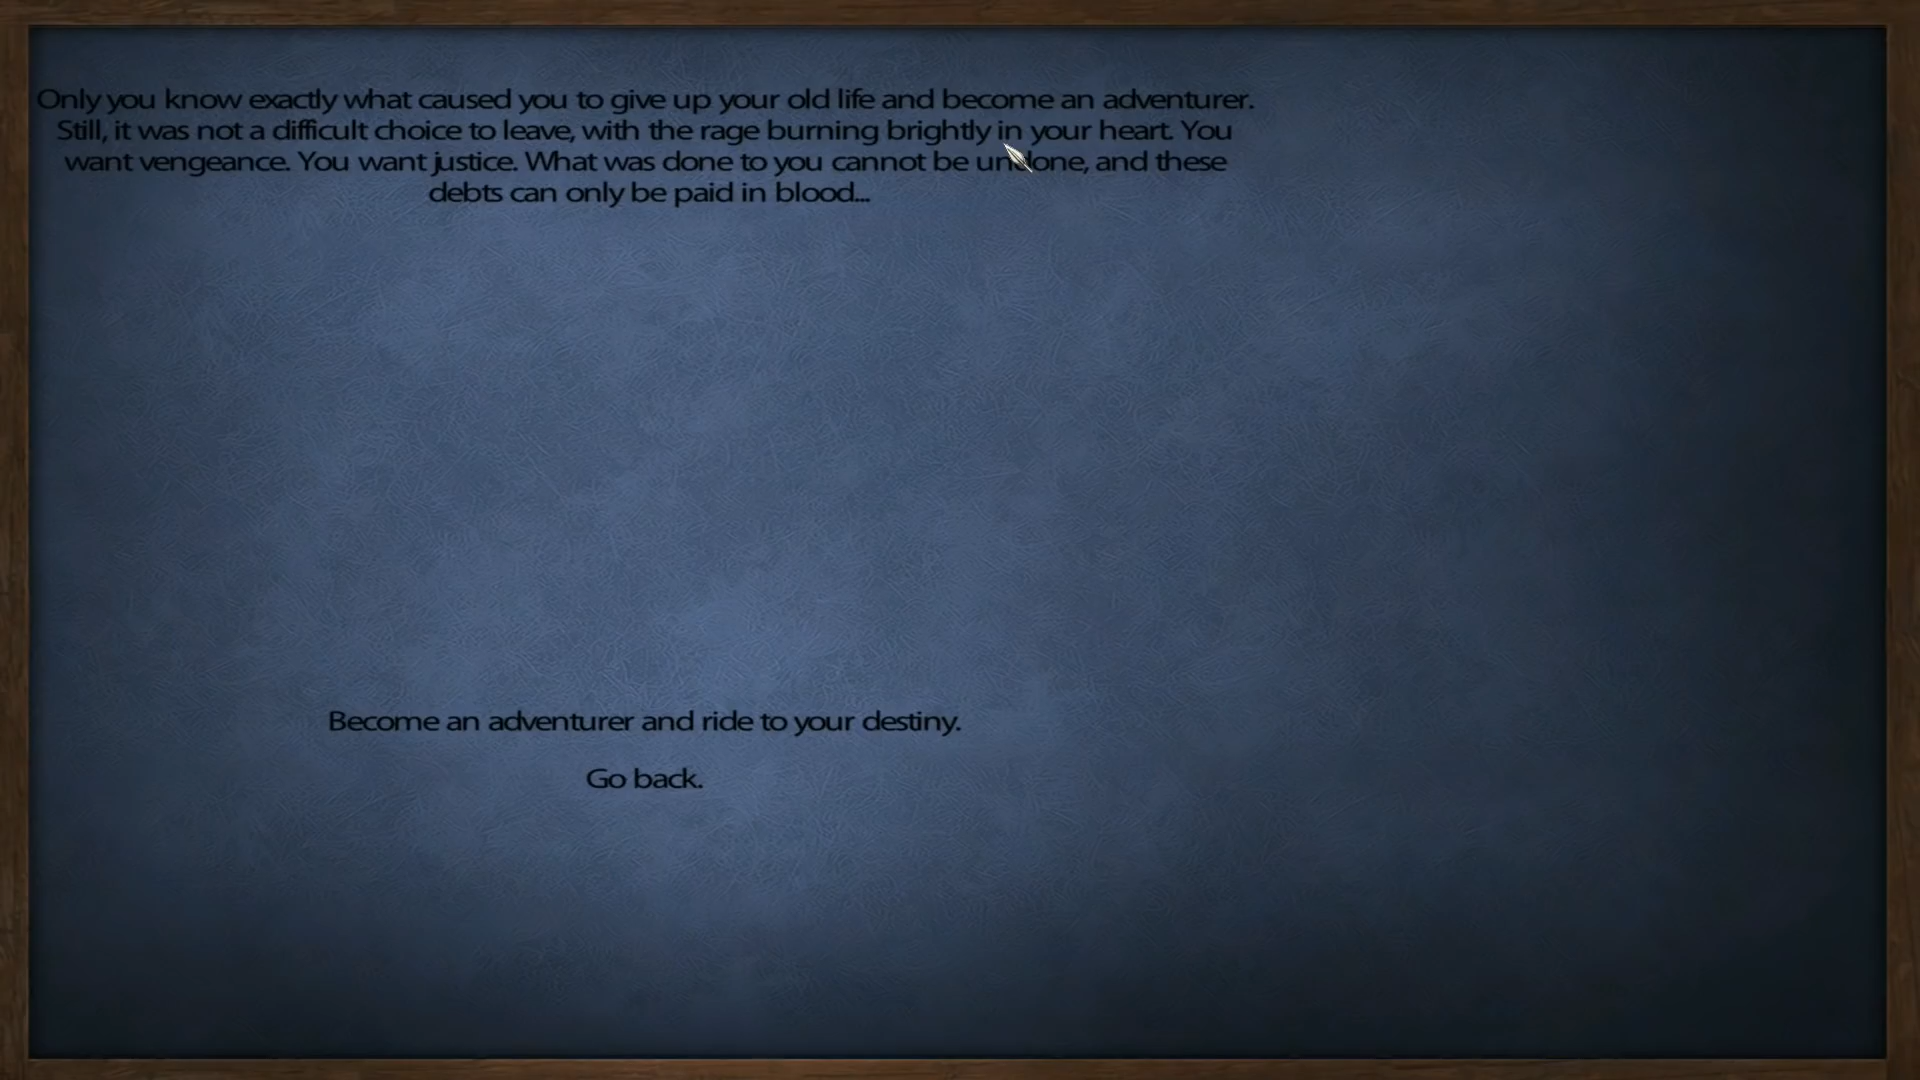 Only you know exactly what caused you to give up your old life and become an adventurer.
Still, it was not a difficult choice to leave, with the rage burning brightly in your heart. You
want vengeance. You want justice. What was done to you cannot be undone, and these
debts can only be paid in blood...
Become an adventurer and ride to your destiny.
Go back.